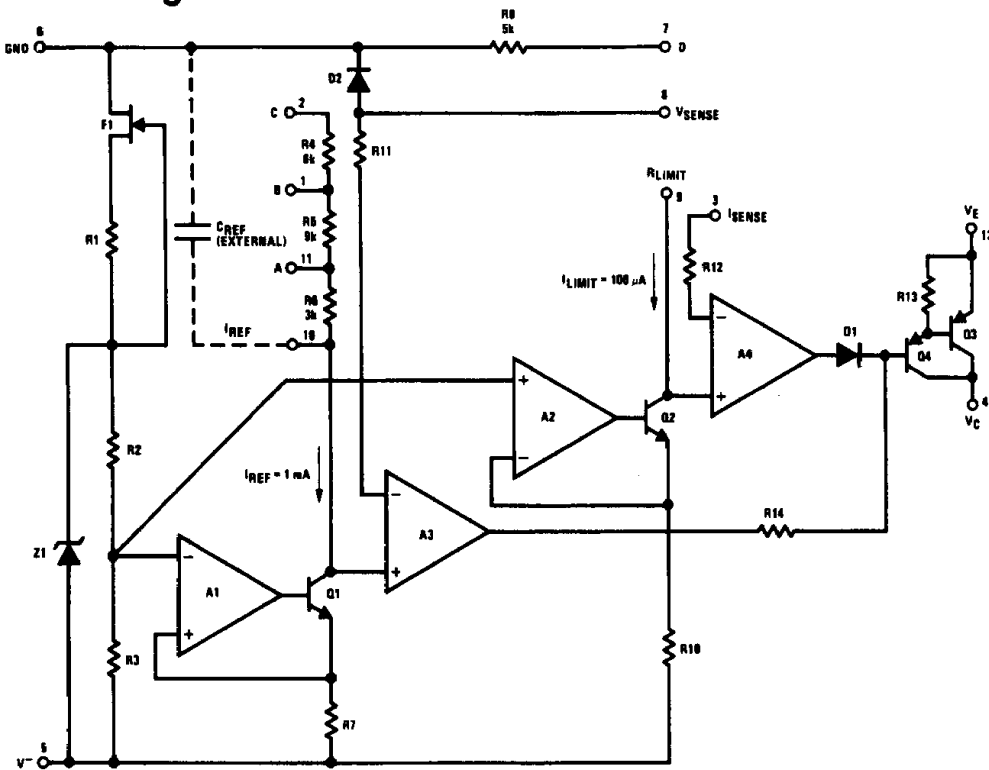 6
GND
R8
5k
7
D
D2
8
VSENSE
F1
C
2
R4
6k
R11
RLIMIT
9
B
1
3
ISENSE
R5
9k
VE
12
R1
CREF
(EXTERNAL)
A
11
R12
R6
3k
ILIMIT = 100 µA
R13
IREF
10
A4
D1
Q4
Q3
4
VC
A2
Q2
R2
IREF = 1 mA
R14
A3
Z1
A1
Q1
R3
R10
R7
5
V−